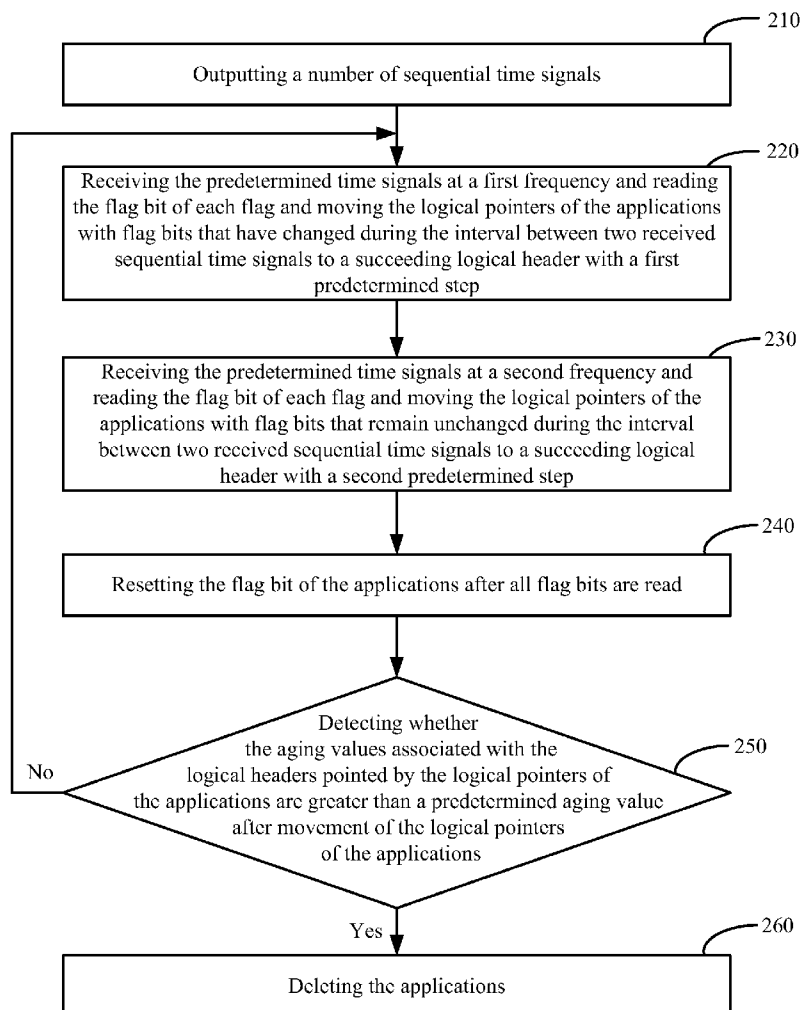 210
Outputting a number of sequential time signals
220
Receiving the predetermined time signals at a first frequency and reading
the flag bit of each flag and moving the logical pointers of the applications
with flag bits that have changed during the interval between two received
sequential time signals to a succeeding logical header with a first
predetermined step
230
Receiving the predetermined time signals at a second frequency and
reading the flag bit of each flag and moving the logical pointers of the
applications with flag bits that remain unchanged during the interval
between two received sequential time signals to a succeeding logical
header with a second predetermined step
240
Resetting the flag bit of the applications after all flag bits are read
250
Detecting whether
the aging values associated with the
logical headers pointed by the logical pointers of
the applications are greater than a predetermined aging value
after movement of the logical pointers
of the applications
No
Yes
260
Deleting the applications